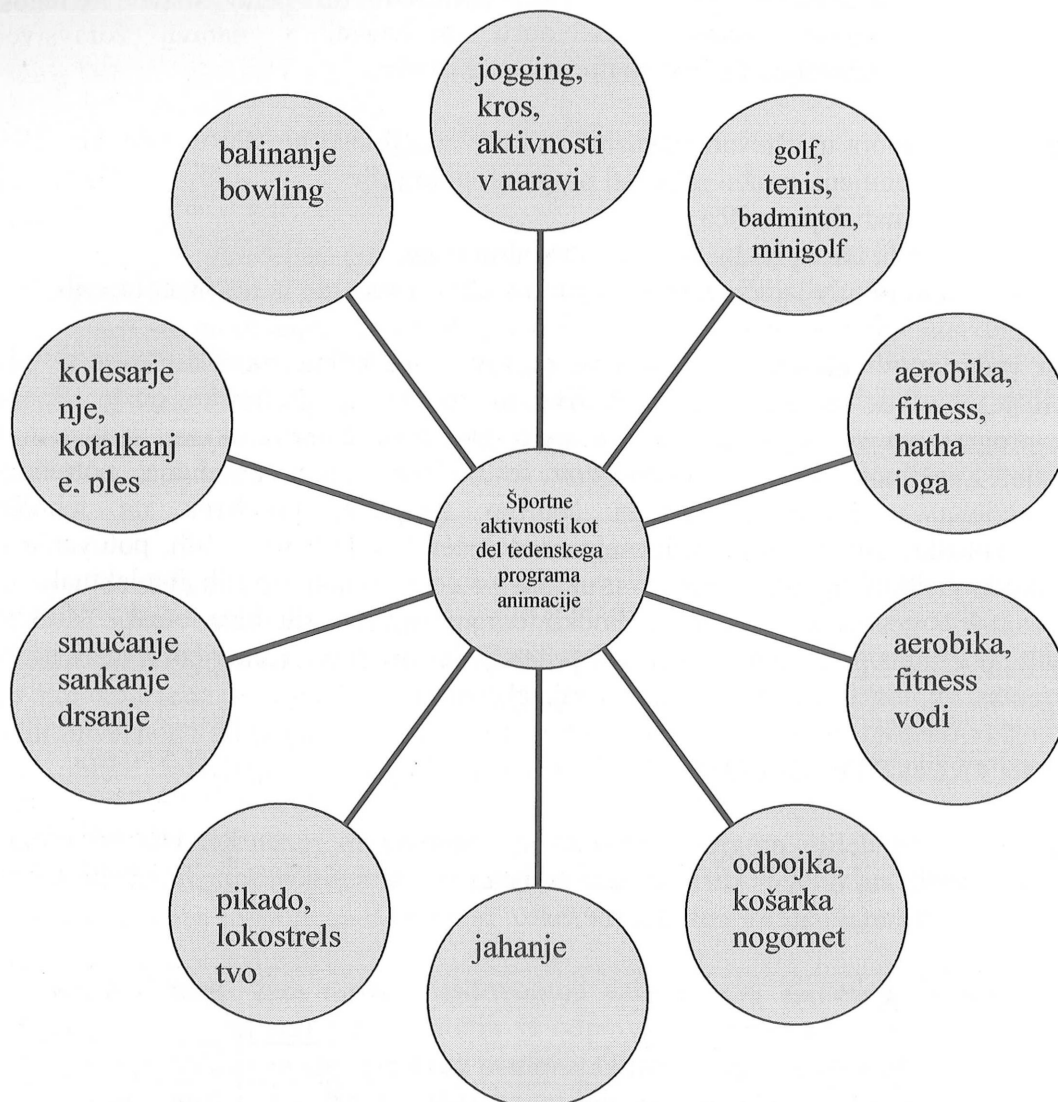 jogging,
kros,
aktivnosti
v naravi
golf,
tenis,
badminton,
minigolf
aerobika,
fitness,
hatha
joga
aerobika,
fitness
vodi
odbojka,
košarka
nogomet
jahanje
pikado,
lokostrels
tvo
smučanje
sankanje
drsanje
kolesarje
nje,
kotalkanj
e, ples
balinanje
bowling
Športne
aktivnosti kot
del tedenskega
programa
animacije